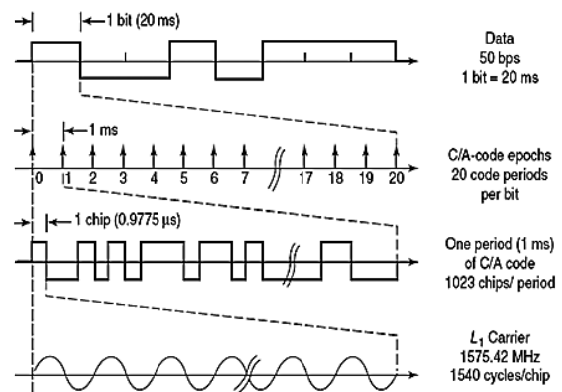 1 bit (20 ms)
Data
50 bps
1 bit = 20 ms
1 ms
0 1 2 3 4 5 6 7 17 18 19 20
C/A-code epochs
20 code periods
per bit
1 chip (0.9775 µs)
One period (1 ms)
of C/A code
1023 chips/ period
L1 Carrier
1575.42 MHz
1540 cycles/chip